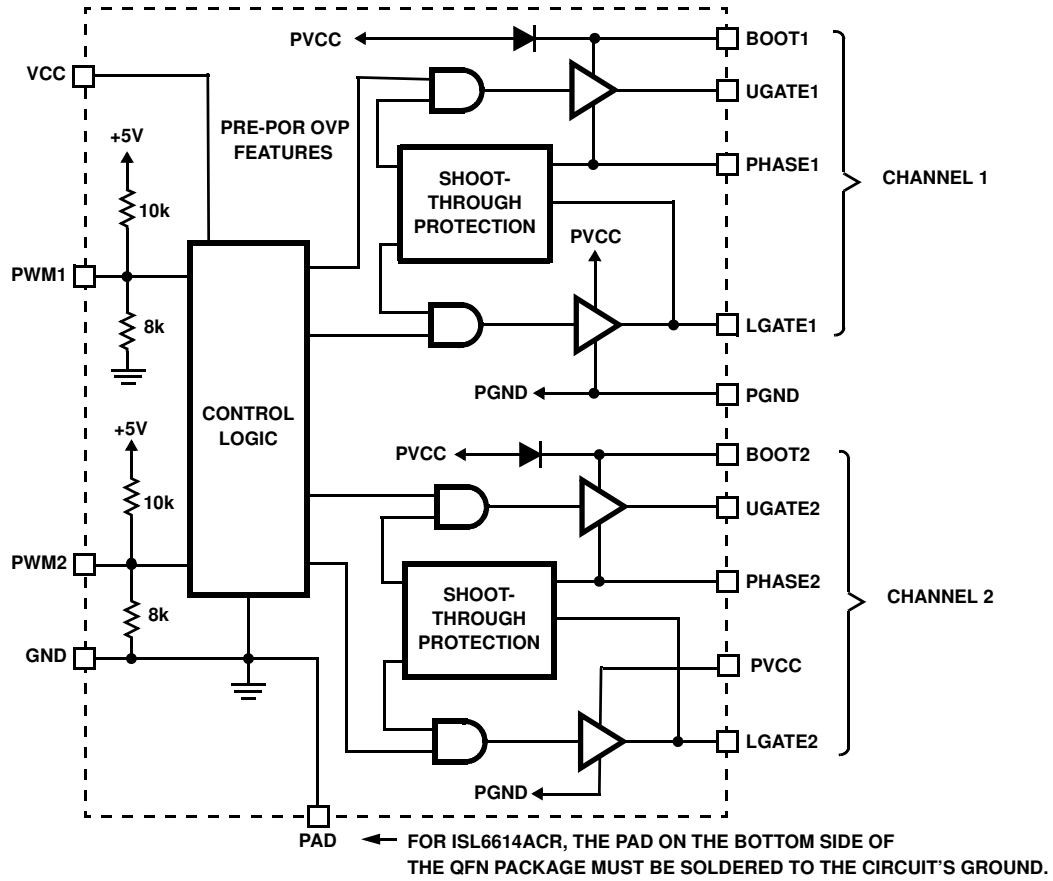 PVCC
BOOT1
VCC
UGATE1
+5V
PRE-POR OVP
FEATURES
10k
SHOOT-
THROUGH
PROTECTION
PHASE1
CHANNEL 1
PVCC
PWM1
8k
LGATE1
PGND
PGND
CONTROL
LOGIC
+5V
PVCC
BOOT2
10k
UGATE2
PWM2
PHASE2
SHOOT-
THROUGH
PROTECTION
CHANNEL 2
8k
GND
PVCC
LGATE2
PGND
PAD
FOR ISL6614ACR, THE PAD ON THE BOTTOM SIDE OF
THE QFN PACKAGE MUST BE SOLDERED TO THE CIRCUIT'S GROUND.